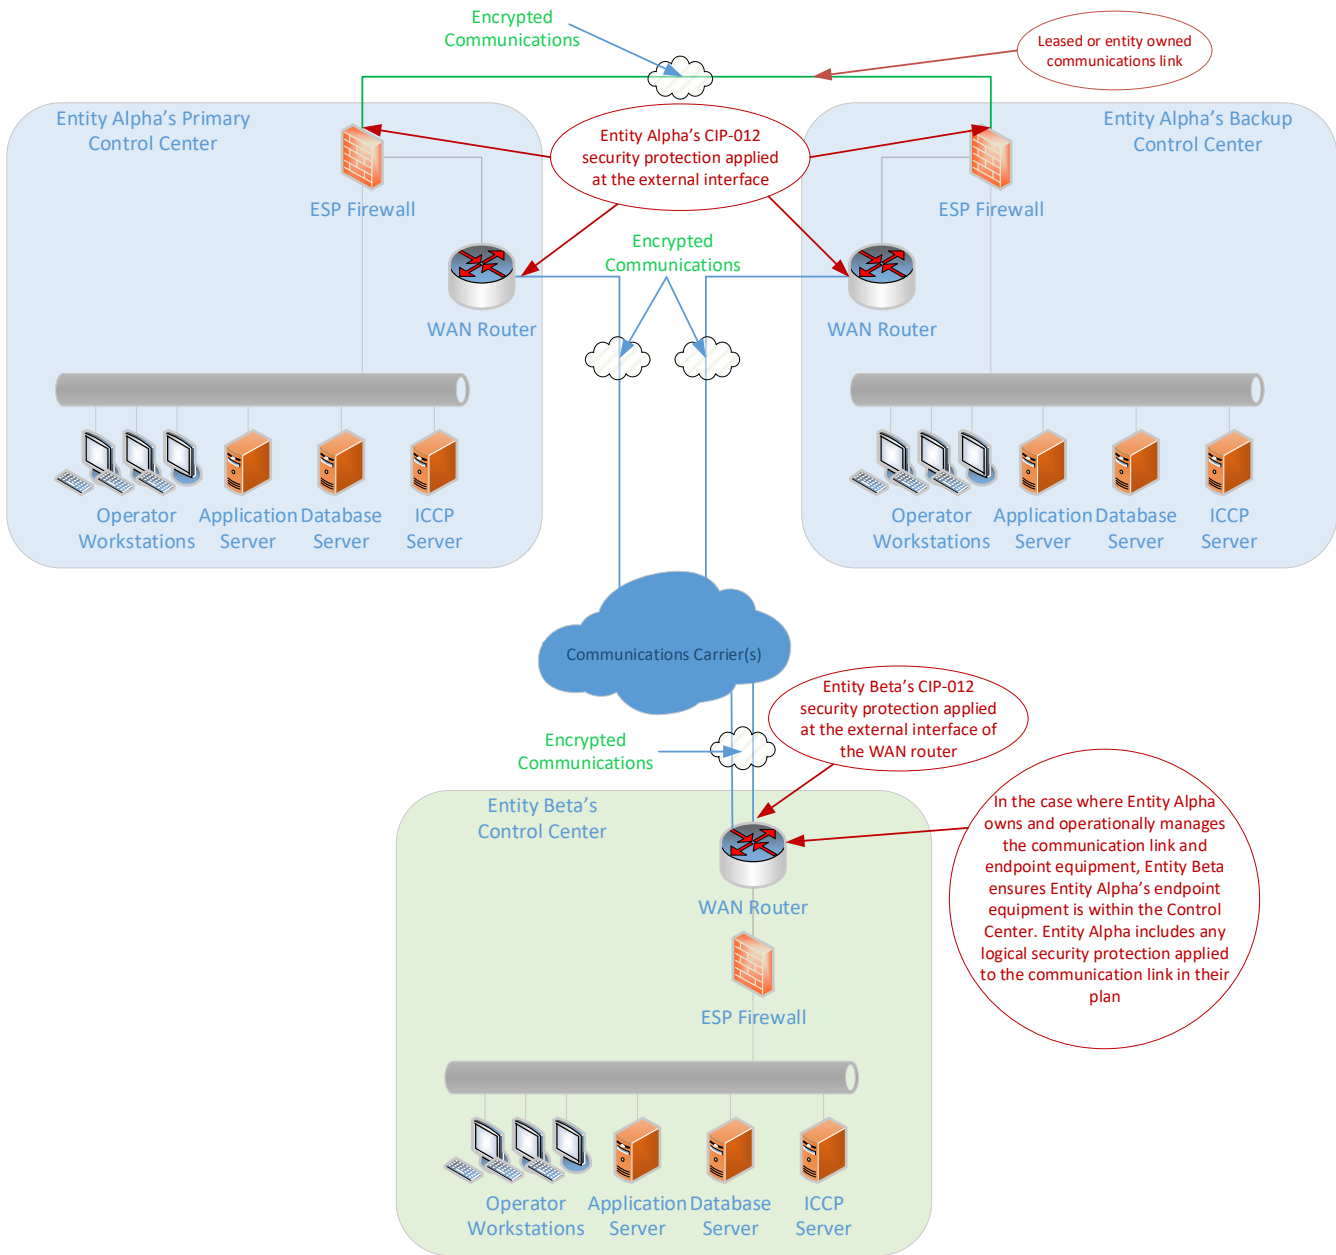 Encrypted
Communications
Leased or entity owned
communications link
Entity Alpha's Primary
Control Center
Entity Alpha's CIP-012
security protection applied
at the external interface
Entity Alpha's Backup
Control Center
ESP Firewall
ESP Firewall
Encrypted
Communications
WAN Router
WAN Router
Operator
Workstations
Application
Server
Database
Server
ICCP
Server
Operator
Workstations
Application
Server
Database
Server
ICCP
Server
Communications Carrier(s)
Entity Beta's CIP-012
security protection applied
at the external interface of
the WAN router
Encrypted
Communications
Entity Beta's
Control Center
In the case where Entity Alpha
owns and operationally manages
the communication link and
endpoint equipment, Entity Beta
ensures Entity Alpha's endpoint
equipment is within the Control
Center. Entity Alpha includes any
logical security protection applied
to the communication link in their
plan
WAN Router
ESP Firewall
Operator
Workstations
Application
Server
Database
Server
ICCP
Server